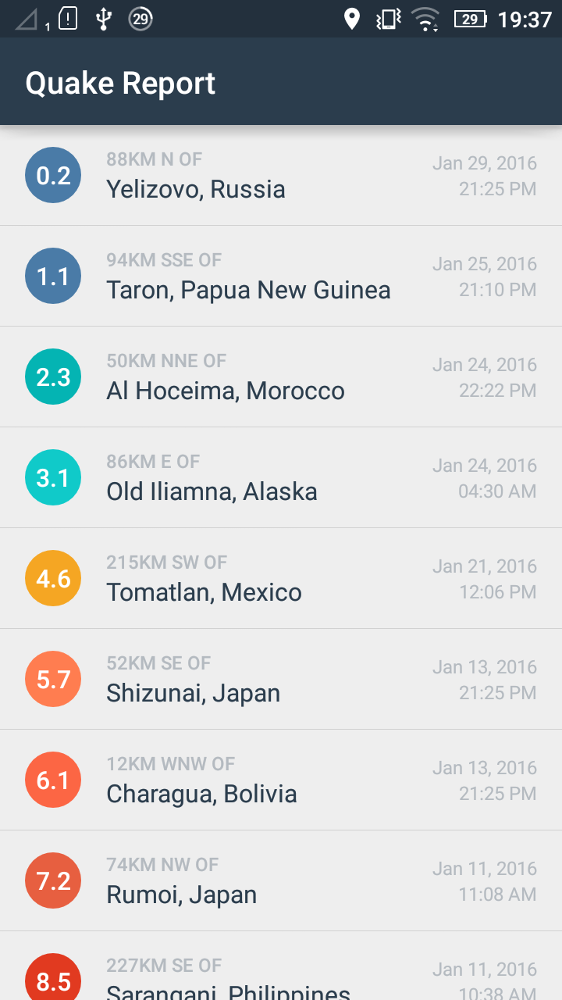 1 29 29 19:37
Quake Report
0.2 88KM N OF Jan 29, 2016
Yelizovo, Russia 21:25 PM
1.1 94KM SSE OF Jan 25, 2016
Taron, Papua New Guinea 21:10 PM
2.3 50KM NNE OF Jan 24, 2016
Al Hoceima, Morocco 22:22 PM
3.1 86KM E OF Jan 24, 2016
Old Iliamna, Alaska 04:30 AM
4.6 215KM SW OF Jan 21, 2016
Tomatlan, Mexico 12:06 PM
5.7 52KM SE OF Jan 13, 2016
Shizunai, Japan 21:25 PM
6.1 12KM WNW OF Jan 13, 2016
Charagua, Bolivia 21:25 PM
7.2 74KM NW OF Jan 11, 2016
Rumoi, Japan 11:08 AM
8.5 227KM SE OF Jan 11, 2016
Sarangani, Philippines 10:38 AM